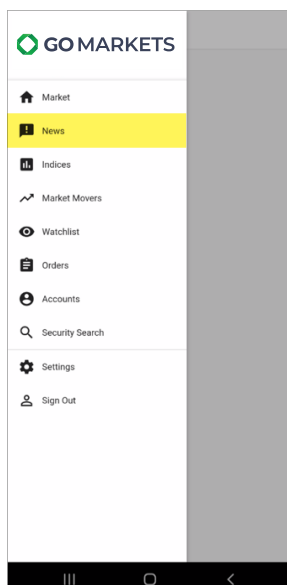 GO MARKETS
Market
News
Indices
Market Movers
Watchlist
Orders
Accounts
Security Search
Settings
Sign Out